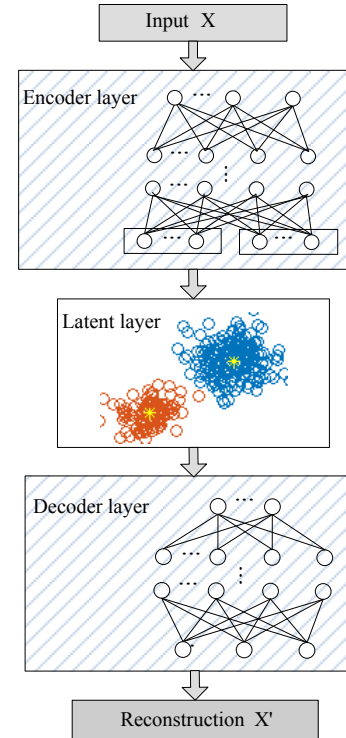 Input X
Encoder layer
Latent layer
Decoder layer
Reconstruction X'